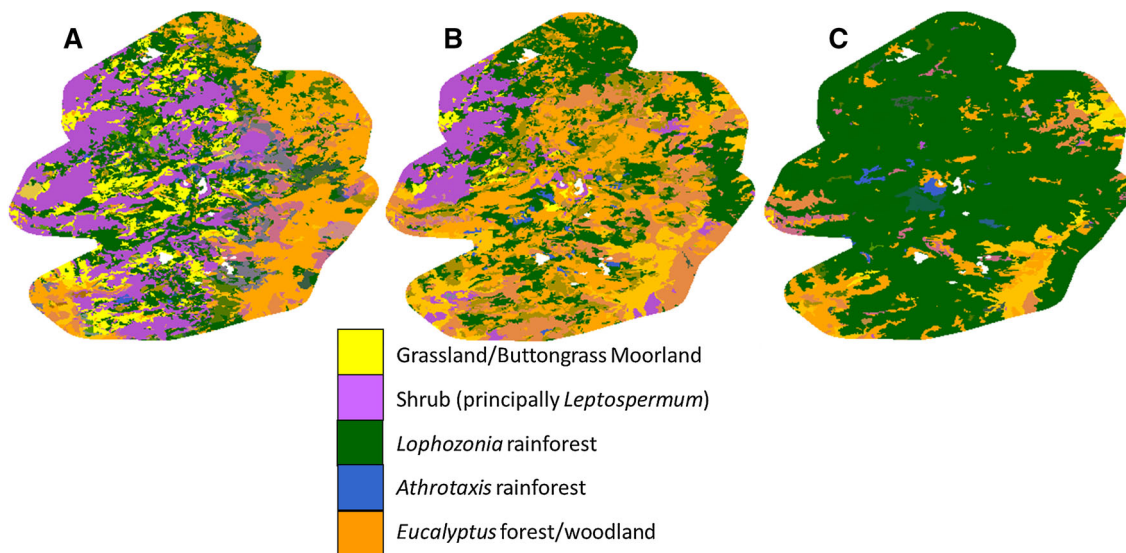 A
B
C
Grassland/Buttongrass Moorland
Shrub (principally Leptospermum)
Lophozonia rainforest
Athrotaxis rainforest
Eucalyptus forest/woodland